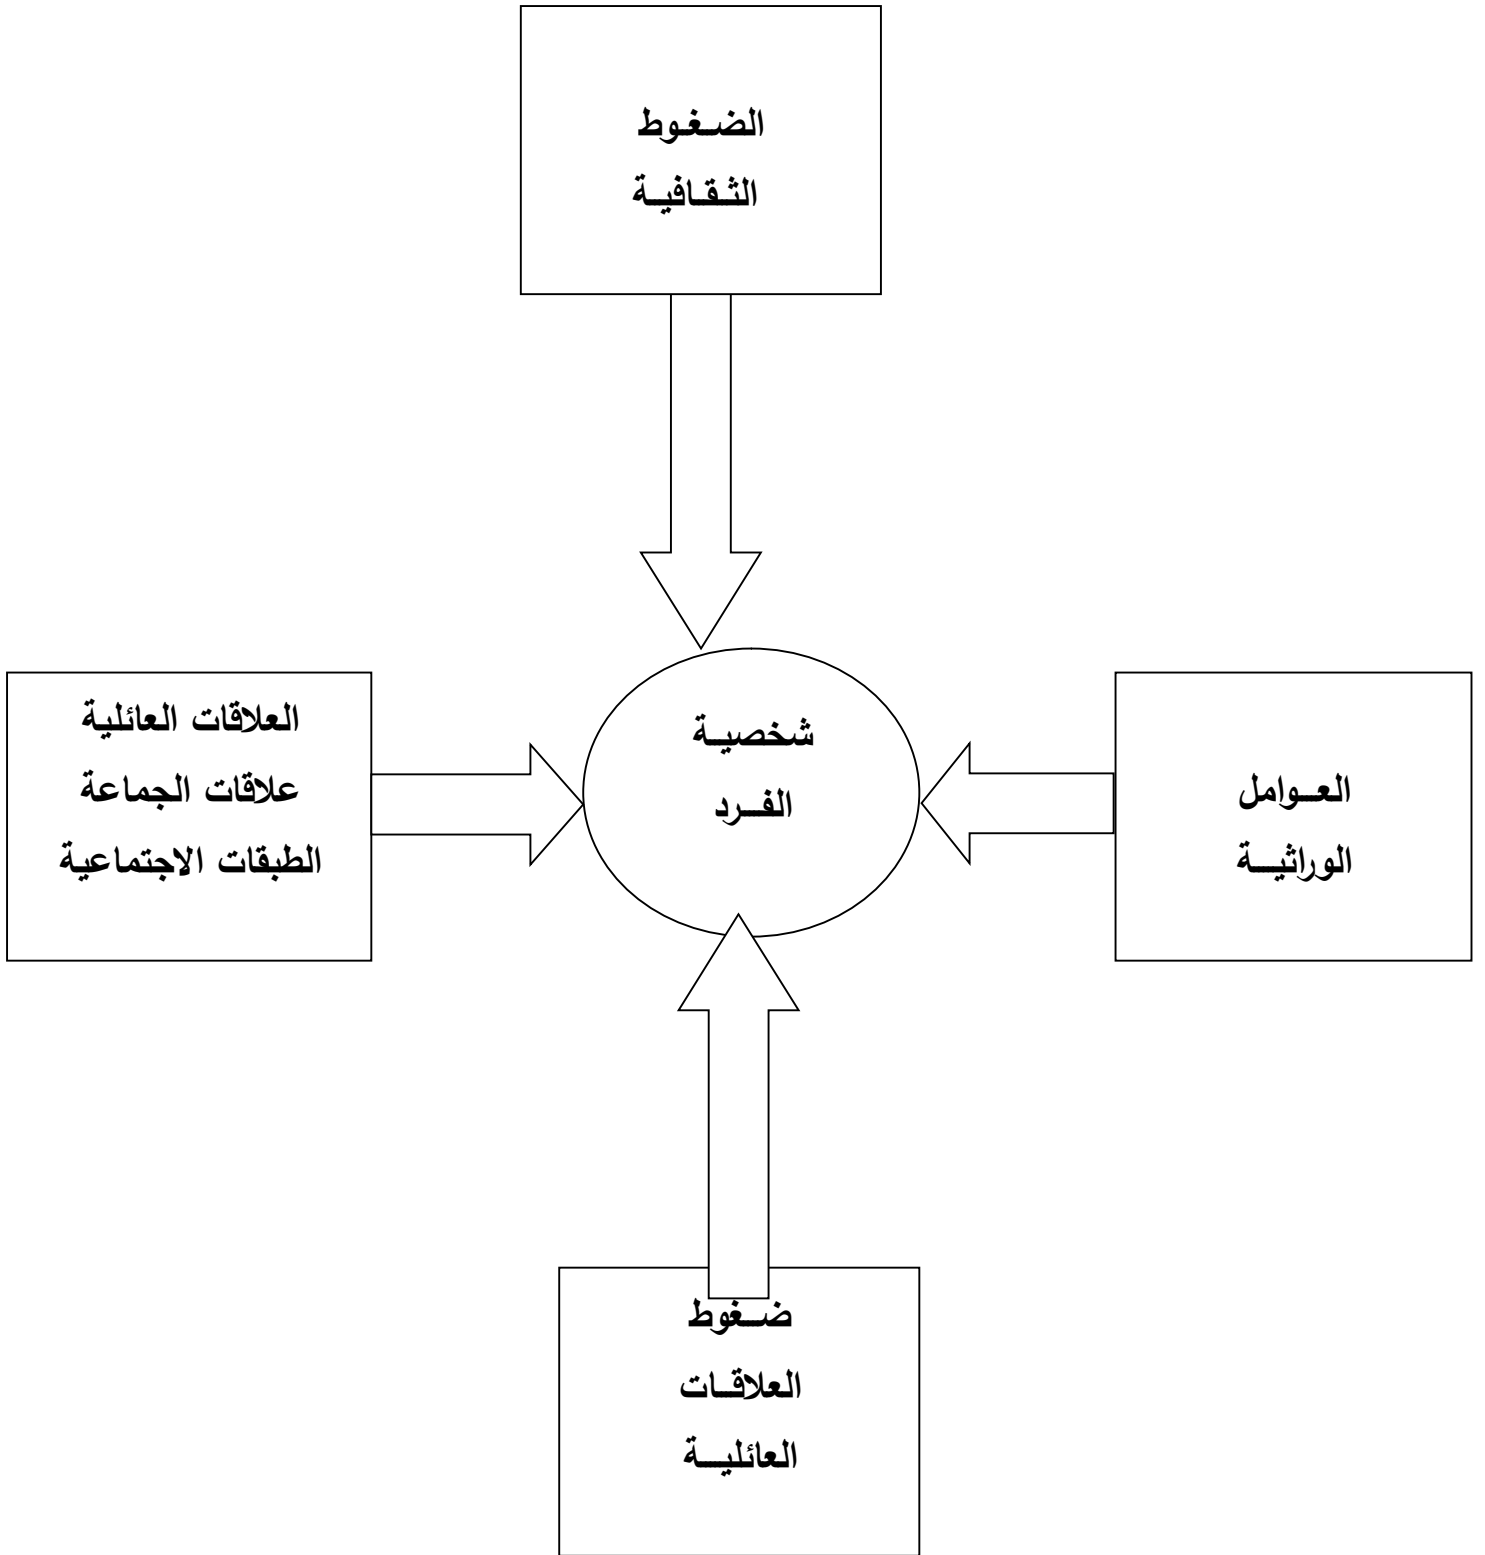 الضغوط
الثقافية
العلاقات العائلية
علاقات الجماعة
الطبقات الاجتماعية
شخصية
الفرد
العوامل
الوراثية
ضغوط
العلاقات
العائلية